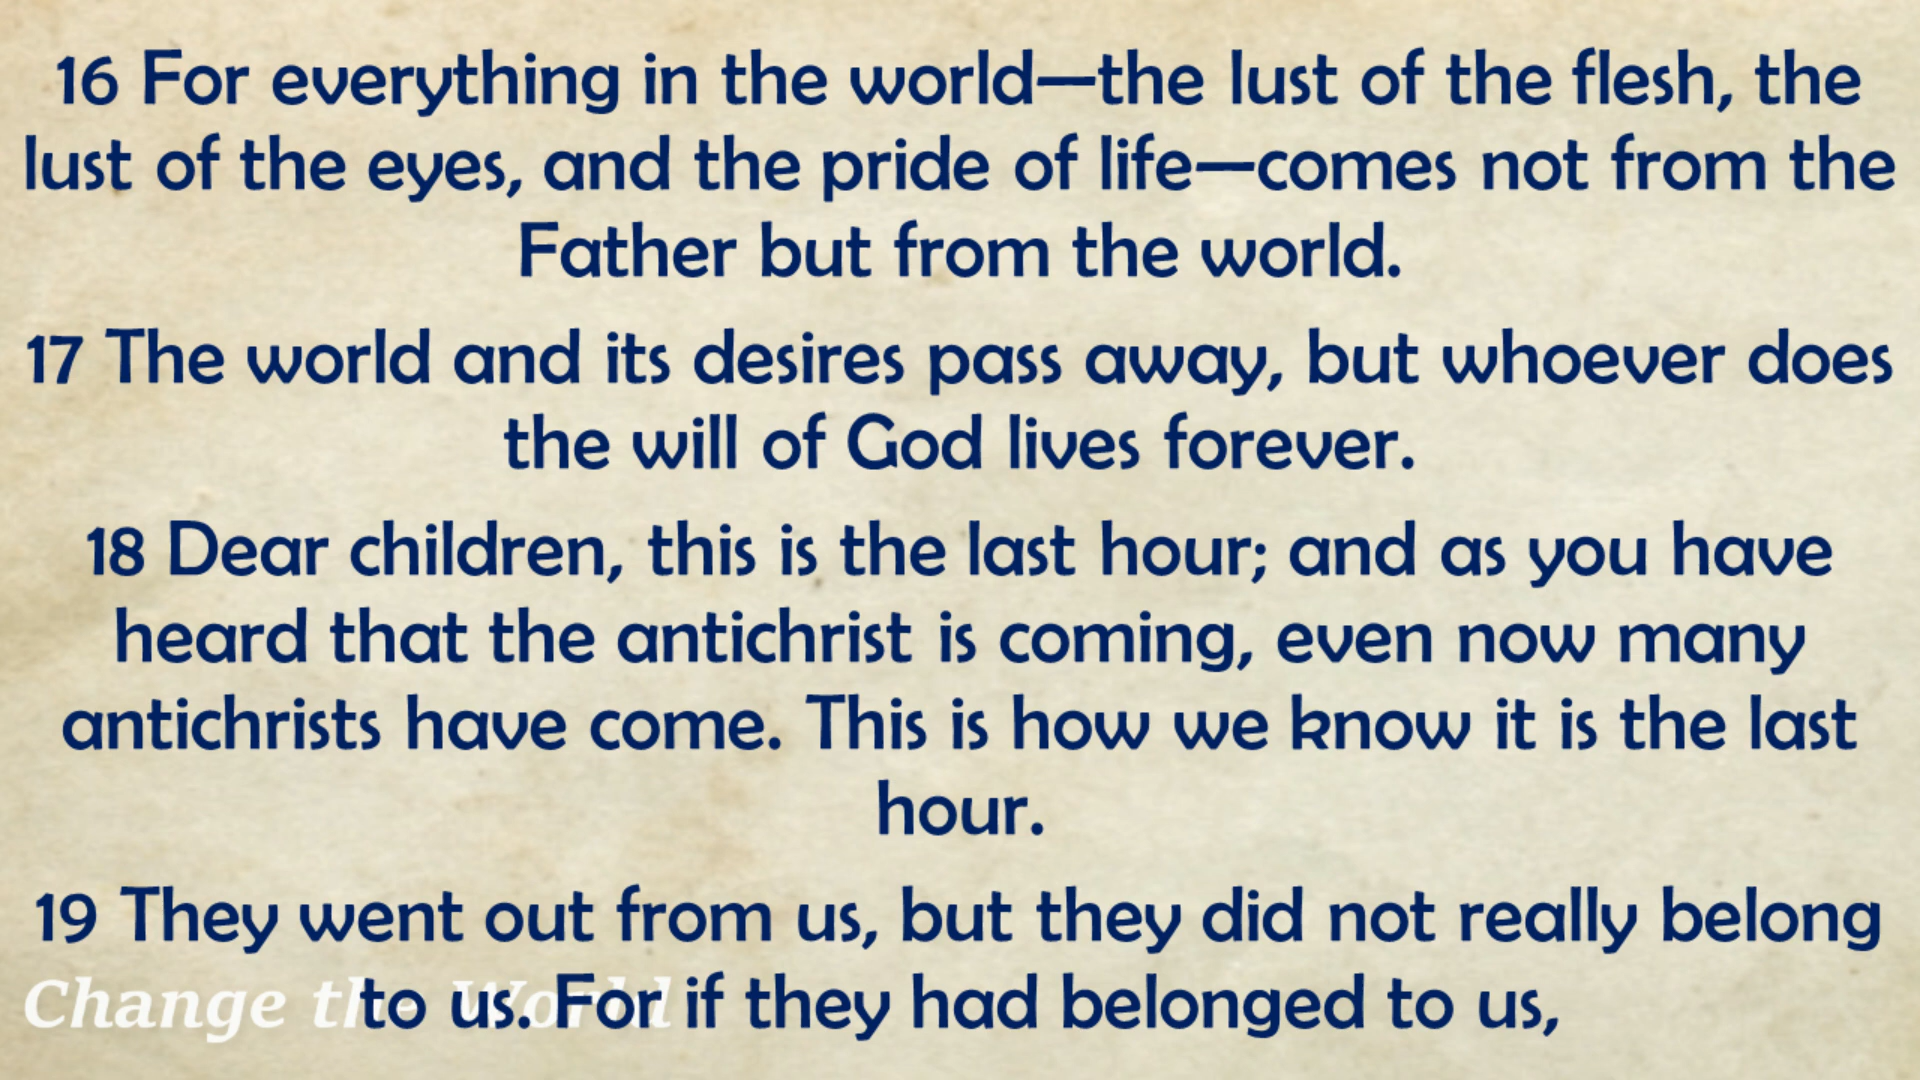 16 For everything in the world—the lust of the flesh, the
lust of the eyes, and the pride of life—comes not from the
Father but from the world.
17 The world and its desires pass away, but whoever does
the will of God lives forever.
18 Dear children, this is the last hour; and as you have
heard that the antichrist is coming, even now many
antichrists have come. This is how we know it is the last
hour.
19 They went out from us, but they did not really belong
to us. For if they had belonged to us,
Change the World